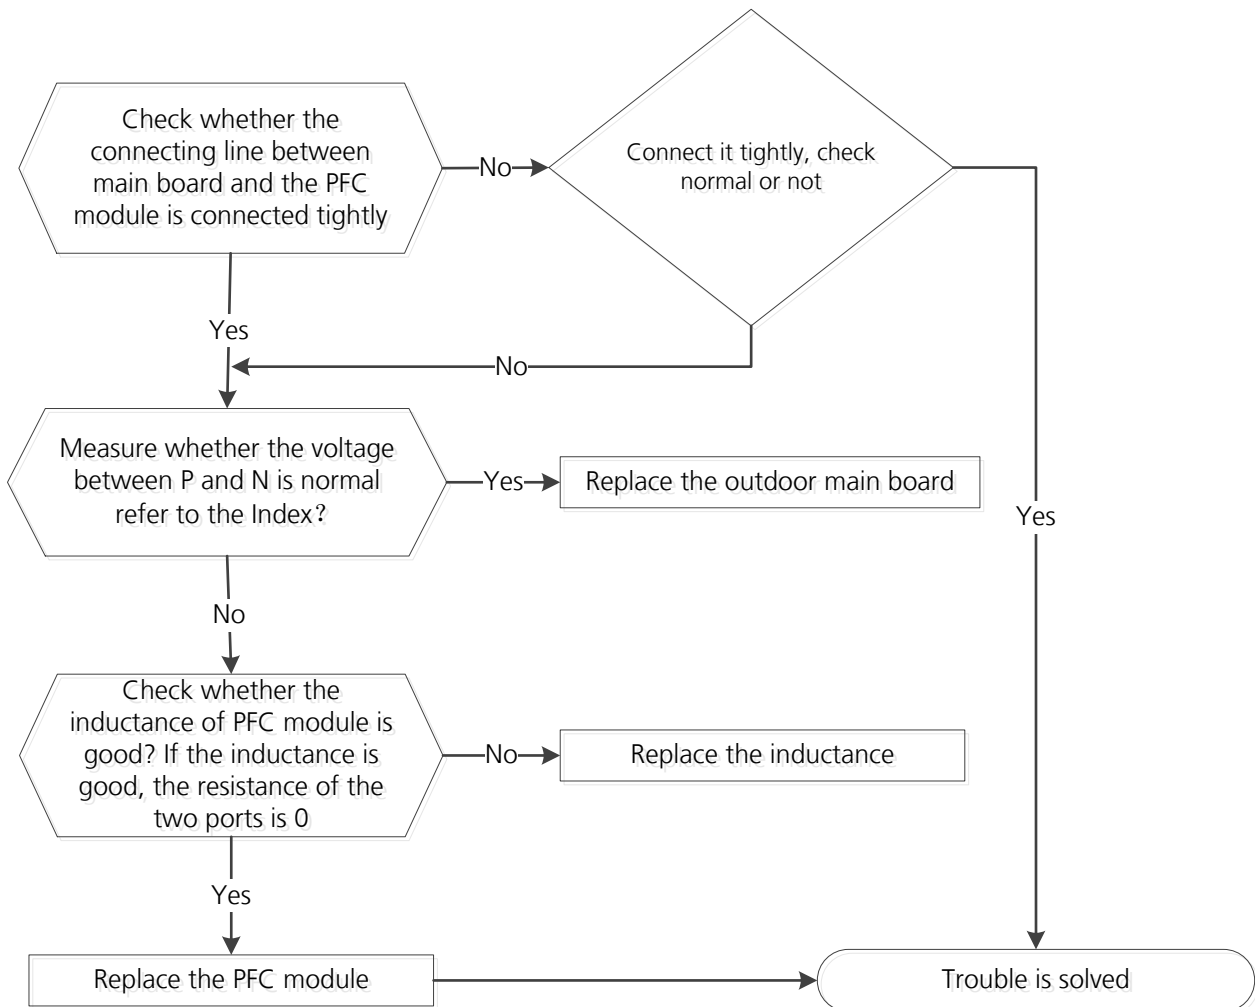 Check whether the
connecting line between
main board and the PFC
module is connected tightly
No
Connect it tightly, check
normal or not
Yes
No
Measure whether the voltage
between P and N is normal
refer to the Index?
Yes
Replace the outdoor main board
Yes
No
Check whether the
inductance of PFC module is
good? If the inductance is
good, the resistance of the
two ports is 0
No
Replace the inductance
Yes
Replace the PFC module
Trouble is solved